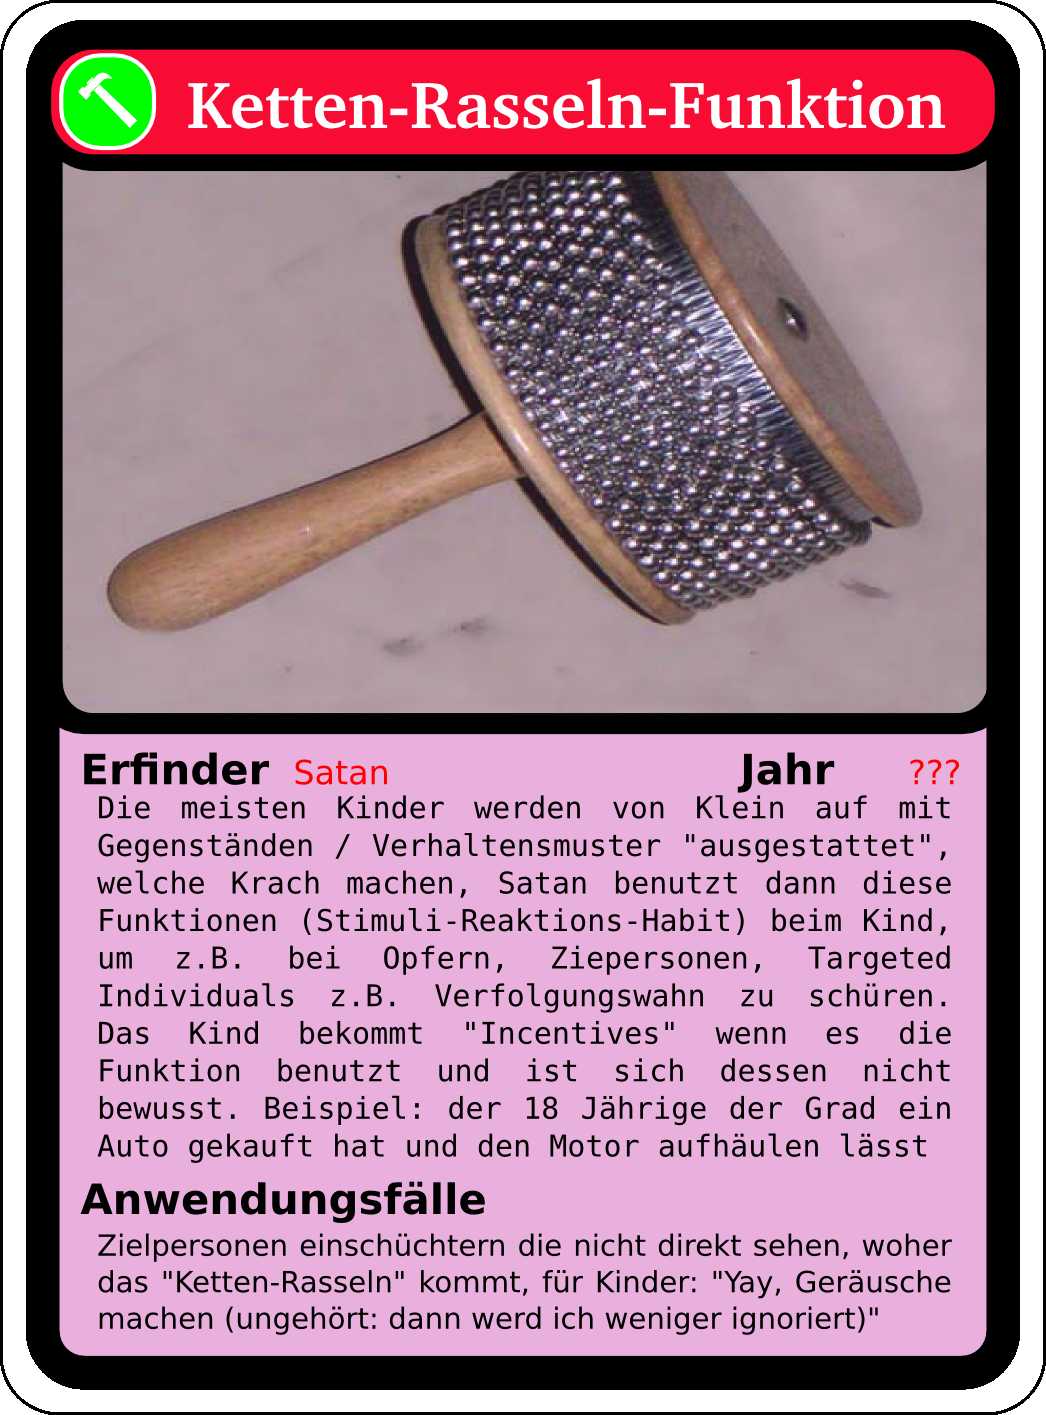 Ketten-Rasseln-Funktion
Erfinder Satan Jahr ???
Die meisten Kinder werden von Klein auf mit
Gegenständen / Verhaltensmuster "ausgestattet",
welche Krach machen, Satan benutzt dann diese
Funktionen (Stimuli-Reaktions-Habit) beim Kind,
um z.B. bei Opfern, Ziepersonen, Targeted
Individuals z.B. Verfolgungswahn zu schüren.
Das Kind bekommt "Incentives" wenn es die
Funktion benutzt und ist sich dessen nicht
bewusst. Beispiel: der 18 Jährige der Grad ein
Auto gekauft hat und den Motor aufhäulen lässt
Anwendungsfälle
Zielpersonen einschüchtern die nicht direkt sehen, woher
das "Ketten-Rasseln" kommt, für Kinder: "Yay, Geräusche
machen (ungehört: dann werd ich weniger ignoriert)"